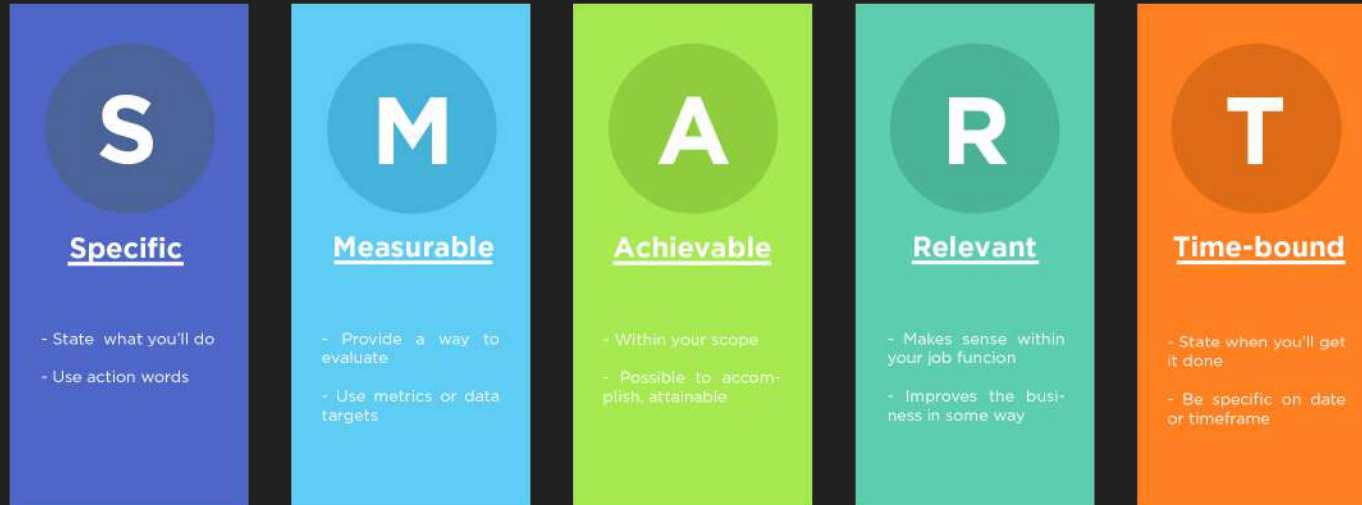 S
Specific
- State what you'll do
- Use action words
M
Measurable
- Provide a way to
evaluate
- Use metrics or data
targets
A
Achievable
- Within your scope
- Possible to accom-
plish, attainable
R
Relevant
- Makes sense within
your job funcion
- Improves the busi-
ness in some way
T
Time-bound
- State when you'll get
it done
- Be specific on date
or timeframe